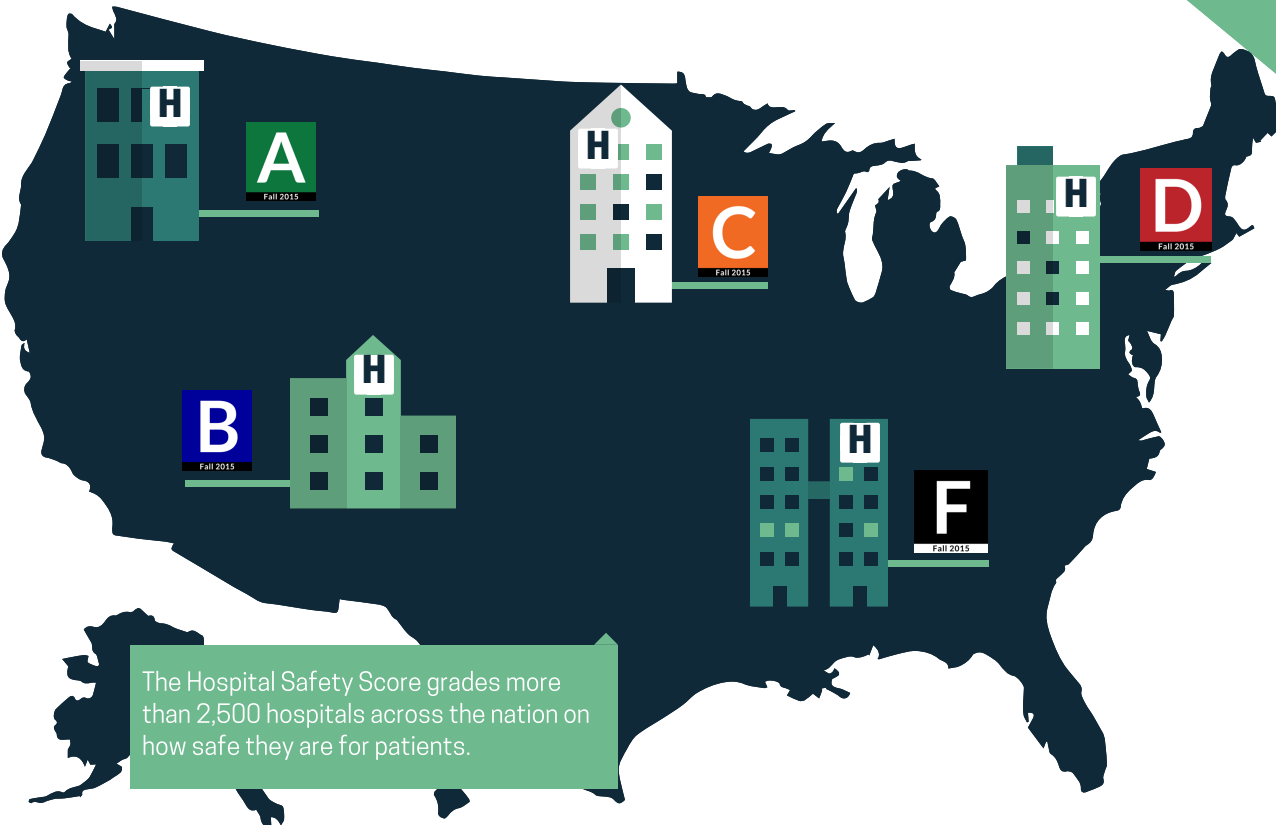 H
A
Fall 2015
H
C
Fall 2015
H
D
Fall 2015
H
B
Fall 2015
H
F
Fall 2015
The Hospital Safety Score grades more
than 2,500 hospitals across the nation on
how safe they are for patients.